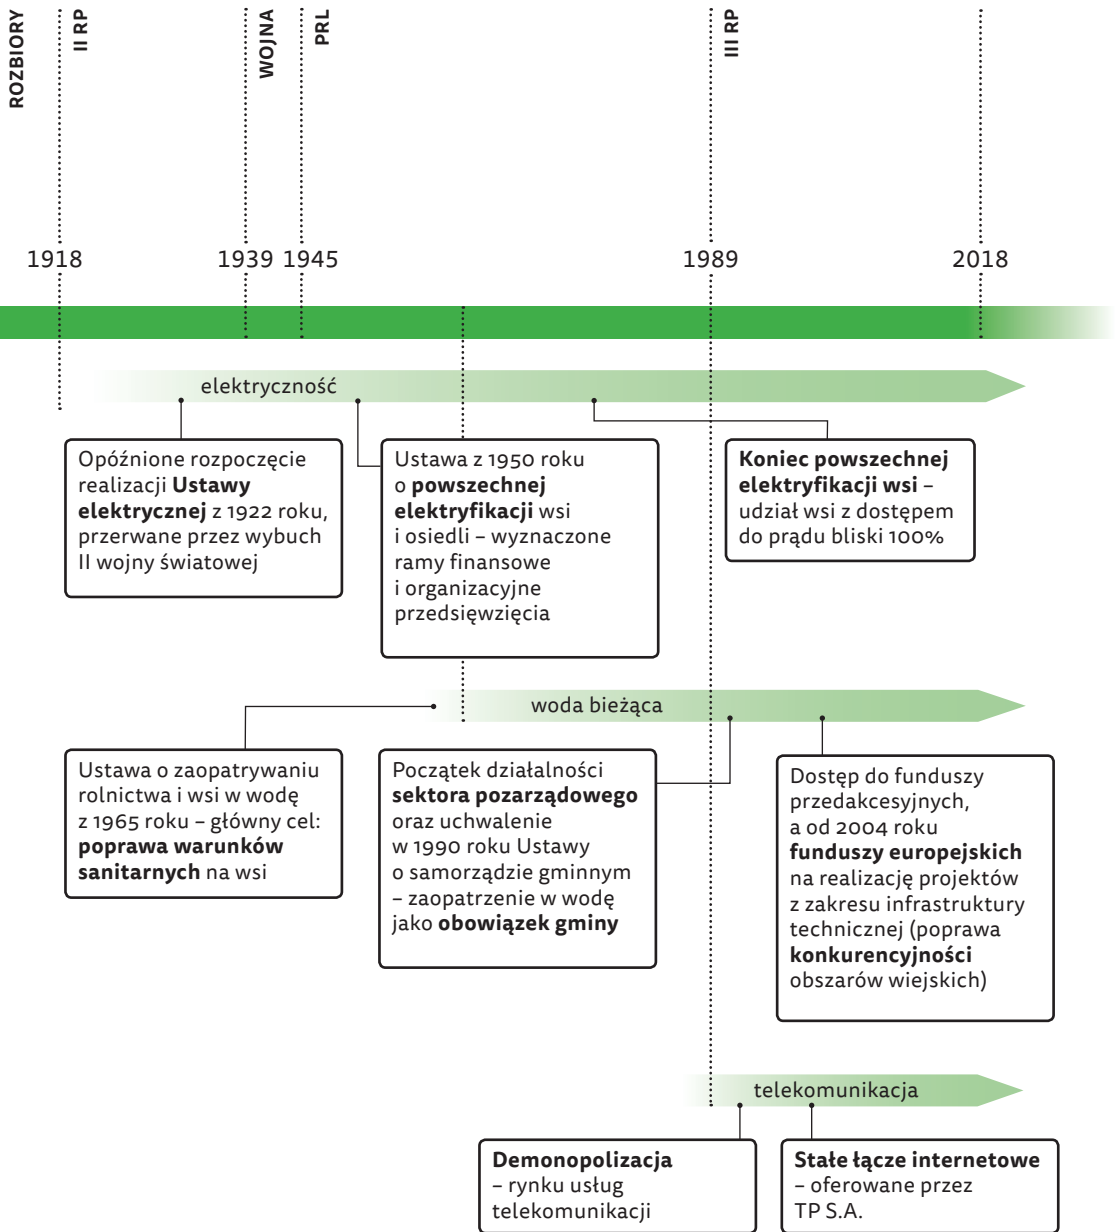 ROZBIORY
II RP
WOJNA
PRL
III RP
1918
1939
1945
1989
2018
elektryczność
Opóźnione rozpoczęcie
realizacji Ustawy
elektrycznej z 1922 roku,
przerwane przez wybuch
II wojny światowej
Ustawa z 1950 roku
o powszechnej
elektryfikacji wsi
i osiedli – wyznaczone
ramy finansowe
i organizacyjne
przedsięwzięcia
Koniec powszechnej
elektryfikacji wsi –
udział wsi z dostępem
do prądu bliski 100%
woda bieżąca
Ustawa o zaopatrywaniu
rolnictwa i wsi w wodę
z 1965 roku – główny cel:
poprawa warunków
sanitarnych na wsi
Początek działalności
sektora pozarządowego
oraz uchwalenie
w 1990 roku Ustawy
o samorządzie gminnym
– zaopatrzenie w wodę
jako obowiązek gminy
Dostęp do funduszy
przedakcesyjnych,
a od 2004 roku
funduszy europejskich
na realizację projektów
z zakresu infrastruktury
technicznej (poprawa
konkurencyjności
obszarów wiejskich)
telekomunikacja
Demonopolizacja
– rynku usług
telekomunikacji
Stałe łącze internetowe
– oferowane przez
TP S.A.